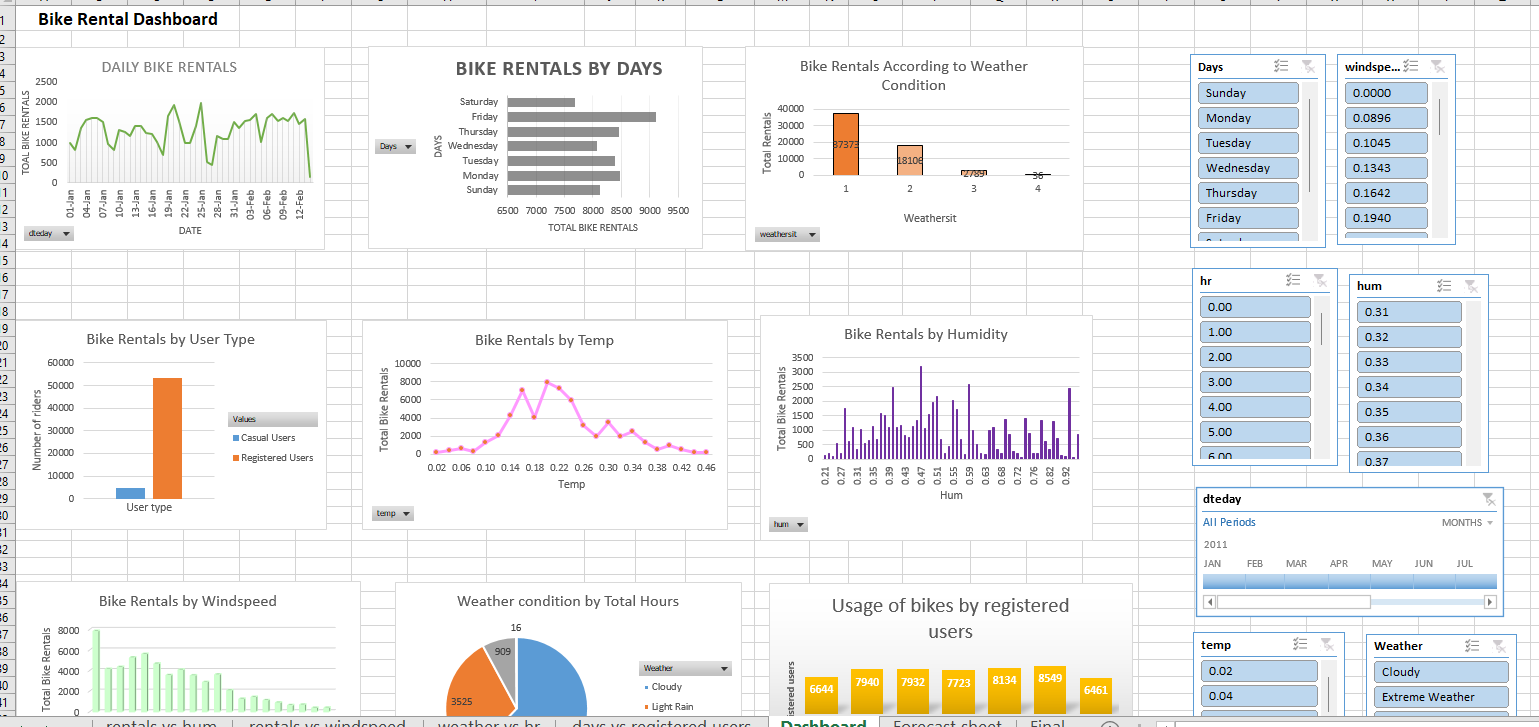 Bike Rental Dashboard
DAILY BIKE RENTALS
TOAL BIKE RENTALS
2500
2000
1500
1000
500
0
01-Jan
04-Jan
07-Jan
10-Jan
13-Jan
16-Jan
19-Jan
22-Jan
25-Jan
28-Jan
31-Jan
03-Feb
06-Feb
09-Feb
12-Feb
DATE
dteday
BIKE RENTALS BY DAYS
Days
DAYS
Saturday
Friday
Thursday
Wednesday
Tuesday
Monday
Sunday
6500 7000 7500 8000 8500 9000 9500
TOTAL BIKE RENTALS
Bike Rentals According to Weather
Condition
Total Rentals
40000
30000
20000
10000
0
37373
18106
2789
36
1 2 3 4
Weathersit
weathersit
Days
Sunday
Monday
Tuesday
Wednesday
Thursday
Friday
windspe...
0.0000
0.0896
0.1045
0.1343
0.1642
0.1940
Bike Rentals by User Type
Number of riders
60000
50000
40000
30000
20000
10000
0
User type
Values
Casual Users
Registered Users
Bike Rentals by Temp
Total Bike Rentals
10000
8000
6000
4000
2000
0
0.02 0.06 0.10 0.14 0.18 0.22 0.26 0.30 0.34 0.38 0.42 0.46
Temp
temp
Bike Rentals by Humidity
Total Bike Rentals
3500
3000
2500
2000
1500
1000
500
0
0.21
0.27
0.31
0.35
0.39
0.43
0.47
0.51
0.55
0.59
0.63
0.68
0.72
0.76
0.82
0.92
Hum
hum
hr
0.00
1.00
2.00
3.00
4.00
5.00
6.00
hum
0.31
0.32
0.33
0.34
0.35
0.36
0.37
dteday
All Periods
MONTHS
2011
JAN FEB MAR APR MAY JUN JUL
Bike Rentals by Windspeed
Total Bike Rentals
8000
6000
4000
2000
0
Weather condition by Total Hours
16
909
3525
Weather
Cloudy
Light Rain
Usage of bikes by registered
users
stered users
6644 7940 7932 7723 8134 8549 6461
temp
0.02
0.04
Weather
Cloudy
Extreme Weather
rentals vs hum
rentals vs windspeed
weather vs hr
days vs registered users
Dashboard
Forecast sheet
Final